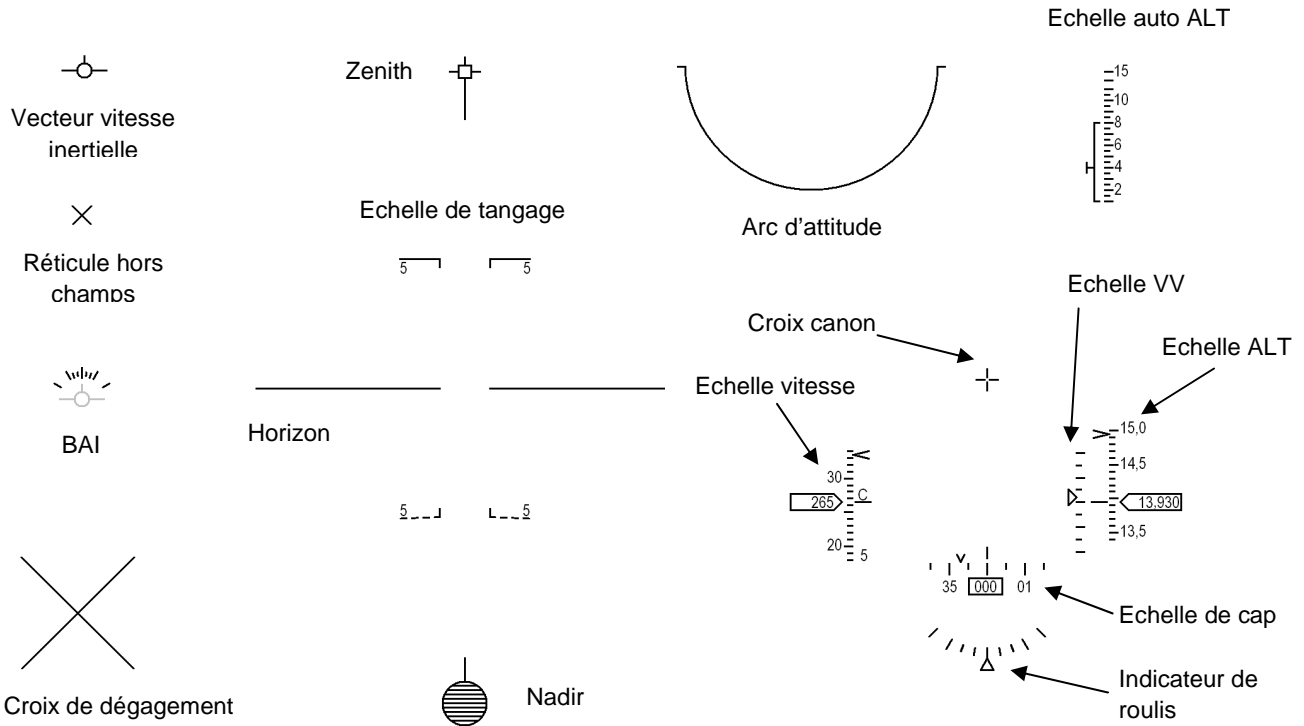 Echelle auto ALT
Zenith
15
10
8
6
4
2
Vecteur vitesse
inertielle
Echelle de tangage
Arc d'attitude
5
5
Réticule hors
champs
Echelle VV
Croix canon
Echelle ALT
Echelle vitesse
BAI
Horizon
15,0
14,5
13,930
13,5
30
C
265
20
5
5
5
35
000
01
Echelle de cap
Indicateur de
roulis
Croix de dégagement
Nadir